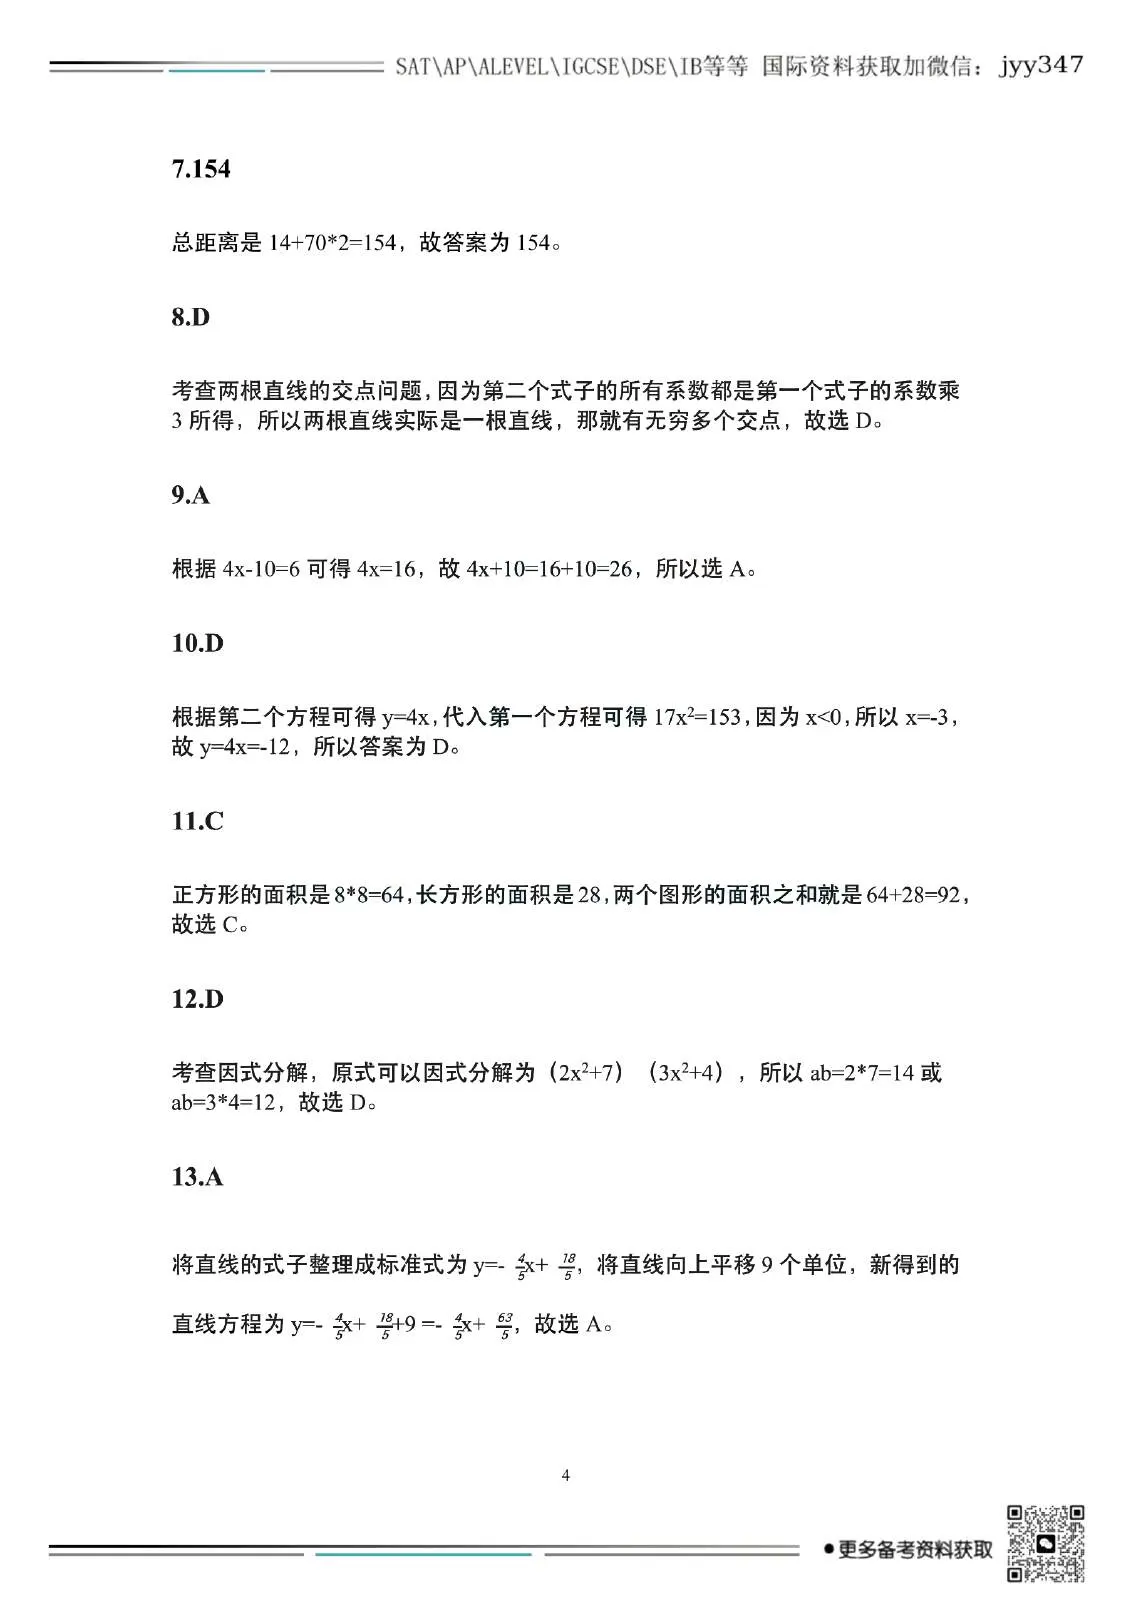 SAT\AP\ALEVEL\IGCSE\DSE\IB等等 国际资料获取加微信：jyy347
7.154
总距离是 14+70*2=154，故答案为 154。
8.D
考查两根直线的交点问题，因为第二个式子的所有系数都是第一个式子的系数乘
3 所得，所以两根直线实际是一根直线，那就有无穷多个交点，故选 D。
9.A
根据 4x-10=6 可得 4x=16，故 4x+10=16+10=26，所以选 A。
10.D
根据第二个方程可得 y=4x，代入第一个方程可得 17x²=153，因为 x<0，所以 x=-3，
故 y=4x=-12，所以答案为 D。
11.C
正方形的面积是 8*8=64，长方形的面积是 28，两个图形的面积之和就是 64+28=92，
故选 C。
12.D
考查因式分解，原式可以因式分解为（2x²+7）（3x²+4），所以 ab=2*7=14 或
ab=3*4=12，故选 D。
13.A
将直线的式子整理成标准式为 y=- 4/5x+ 18/5，将直线向上平移 9 个单位，新得到的
直线方程为 y=- 4/5x+ 18/5+9 =- 4/5x+ 63/5，故选 A。
4
●更多备考资料获取